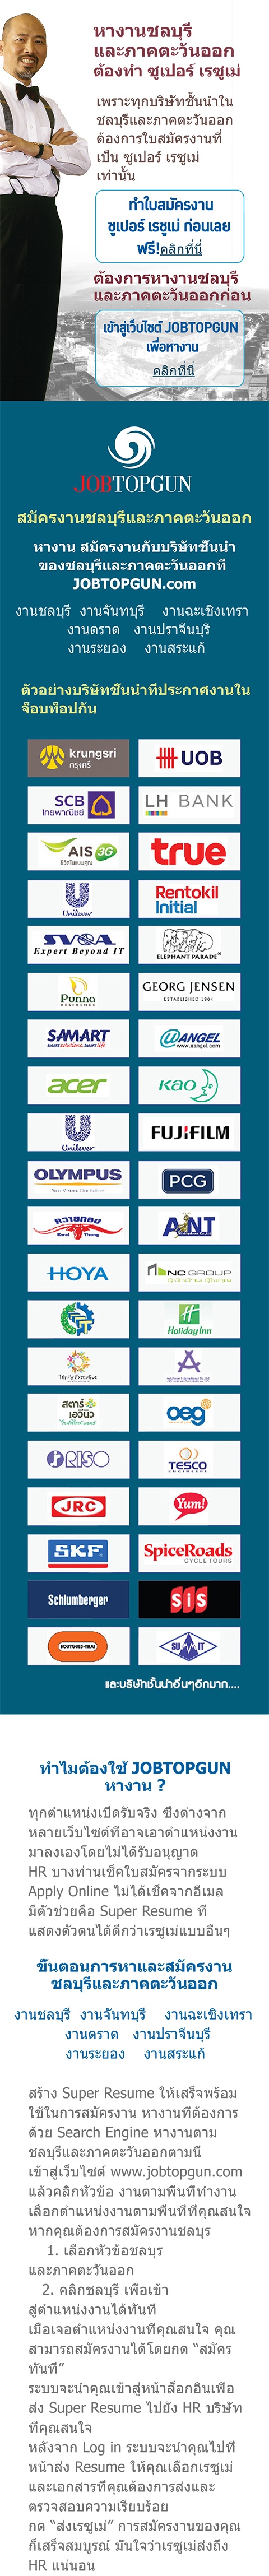 หางานชลบุรี
และภาคตะวันออก
ต้องทำ ซูเปอร์ เรซูเม่
เพราะทุกบริษัทชั้นนำใน
ชลบุรีและภาคตะวันออก
ต้องการใบสมัครงานที่
เป็น ซูเปอร์ เรซูเม่
เท่านั้น
ทำใบสมัครงาน
ซูเปอร์ เรซูเม่ ก่อนเลย
ฟรี!คลิกที่นี่
ต้องการหางานชลบุรี
และภาคตะวันออกก่อน
เข้าสู่เว็บไซต์ JOBTOPGUN
เพื่อหางาน
คลิกที่นี่
JOBTOPGUN
สมัครงานชลบุรีและภาคตะวันออก
หางาน สมัครงานกับบริษัทชั้นนำ
ของชลบุรีและภาคตะวันออกที่
JOBTOPGUN.com
งานชลบุรี งานจันทบุรี งานฉะเชิงเทรา
งานตราด งานปราจีนบุรี
งานระยอง งานสระแก้
ตัวอย่างบริษัทชั้นนำที่ประกาศงานใน
จ็อบท็อปกัน
krungsri กรุงศรี UOB
SCB ไทยพาณิชย์ LH BANK
AIS 3G ชีวิตในแบบคุณ true
Unilever Rentokil Initial
SVOA Expert Beyond IT ELEPHANT PARADE
Punna RESIDENCE GEORG JENSEN ESTABLISHED 1904
SAMART @ANGEL www.aangel.com
acer Kao
Unilever FUJIFILM
OLYMPUS Your Vision, Our Future PCG
ควายทอง Kwai Thong ANT
HOYA NC GROUP
Holiday Inn
สตาร์ เอวินิว oeg
RISO TESCO ENGINEERS
JRC Yum!
SKF SpiceRoads CYCLE TOURS
Schlumberger SiS
BOUYGUES-THAI SU IT
และบริษัทชั้นนำอื่นๆอีกมาก....
ทำไมต้องใช้ JOBTOPGUN
หางาน ?
ทุกตำแหน่งเปิดรับจริง ซึ่งต่างจาก
หลายเว็บไซต์ที่อาจเอาตำแหน่งงาน
มาลงเองโดยไม่ได้รับอนุญาต
HR บางท่านเช็คใบสมัครจากระบบ
Apply Online ไม่ได้เช็คจากอีเมล
มีตัวช่วยคือ Super Resume ที่
แสดงตัวตนได้ดีกว่าเรซูเม่แบบอื่นๆ
ขั้นตอนการหาและสมัครงาน
ชลบุรีและภาคตะวันออก
งานชลบุรี งานจันทบุรี งานฉะเชิงเทรา
งานตราด งานปราจีนบุรี
งานระยอง งานสระแก้
สร้าง Super Resume ให้เสร็จพร้อม
ใช้ในการสมัครงาน หางานที่ต้องการ
ด้วย Search Engine หางานตาม
ชลบุรีและภาคตะวันออกตามนี้
เข้าสู่เว็บไซต์ www.jobtopgun.com
แล้วคลิกหัวข้อ งานตามพื้นที่ทำงาน
เลือกตำแหน่งงานตามพื้นที่ที่คุณสนใจ
หากคุณต้องการสมัครงานชลบุร
1. เลือกหัวข้อชลบุร
และภาคตะวันออก
2. คลิกชลบุรี เพื่อเข้า
สู่ตำแหน่งงานได้ทันที
เมื่อเจอตำแหน่งงานที่คุณสนใจ คุณ
สามารถสมัครงานได้โดยกด “สมัคร
ทันที”
ระบบจะนำคุณเข้าสู่หน้าล็อกอินเพื่อ
ส่ง Super Resume ไปยัง HR บริษัท
ที่คุณสนใจ
หลังจาก Log in ระบบจะนำคุณไปที่
หน้าส่ง Resume ให้คุณเลือกเรซูเม่
และเอกสารที่คุณต้องการส่งและ
ตรวจสอบความเรียบร้อย
กด “ส่งเรซูเม่” การสมัครงานของคุณ
ก็เสร็จสมบูรณ์ มั่นใจว่าเรซูเม่ส่งถึง
HR แน่นอน